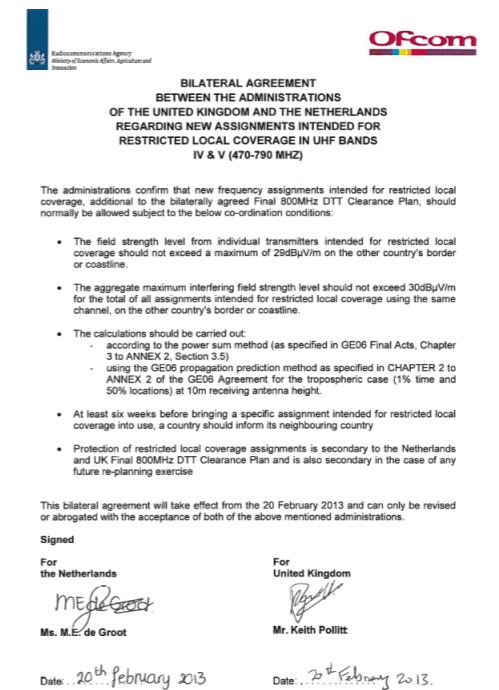 Ofcom
Radiocommunications Agency
Ministry of Economic Affairs, Agriculture and
Innovation
BILATERAL AGREEMENT
BETWEEN THE ADMINISTRATIONS
OF THE UNITED KINGDOM AND THE NETHERLANDS
REGARDING NEW ASSIGNMENTS INTENDED FOR
RESTRICTED LOCAL COVERAGE IN UHF BANDS
IV & V (470-790 MHZ)
The administrations confirm that new frequency assignments intended for restricted local
coverage, additional to the bilaterally agreed Final 800MHz DTT Clearance Plan, should
normally be allowed subject to the below co-ordination conditions:
• The field strength level from individual transmitters intended for restricted local
coverage should not exceed a maximum of 29dBµV/m on the other country's border
or coastline.
• The aggregate maximum interfering field strength level should not exceed 30dBµV/m
for the total of all assignments intended for restricted local coverage using the same
channel, on the other country's border or coastline.
• The calculations should be carried out:
- according to the power sum method (as specified in GE06 Final Acts, Chapter
3 to ANNEX 2, Section 3.5)
- using the GE06 propagation prediction method as specified in CHAPTER 2 to
ANNEX 2 of the GE06 Agreement for the tropospheric case (1% time and
50% locations) at 10m receiving antenna height.
• At least six weeks before bringing a specific assignment intended for restricted local
coverage into use, a country should inform its neighbouring country
• Protection of restricted local coverage assignments is secondary to the Netherlands
and UK Final 800MHz DTT Clearance Plan and is also secondary in the case of any
future re-planning exercise
This bilateral agreement will take effect from the 20 February 2013 and can only be revised
or abrogated with the acceptance of both of the above mentioned administrations.
Signed
For
the Netherlands
For
United Kingdom
ME de Groot
Ms. M.E. de Groot
Mr. Keith Pollitt
Date: 20th february 2013
Date: 20th February 2013.